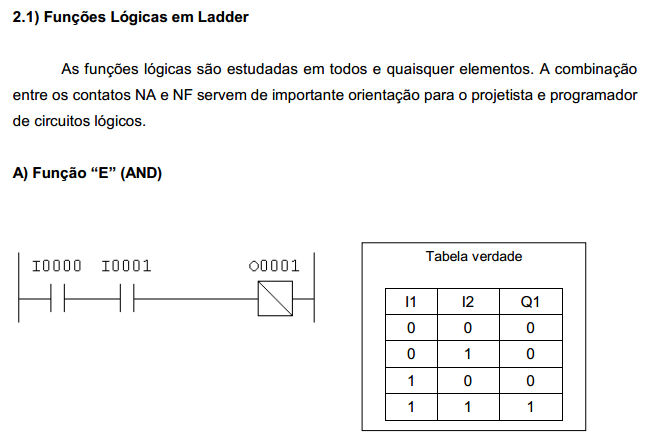 2.1) Funções Lógicas em Ladder
As funções lógicas são estudadas em todos e quaisquer elementos. A combinação
entre os contatos NA e NF servem de importante orientação para o projetista e programador
de circuitos lógicos.
A) Função “E” (AND)
I0000 I0001 O0001
Tabela verdade
I1 I2 Q1
0 0 0
0 1 0
1 0 0
1 1 1